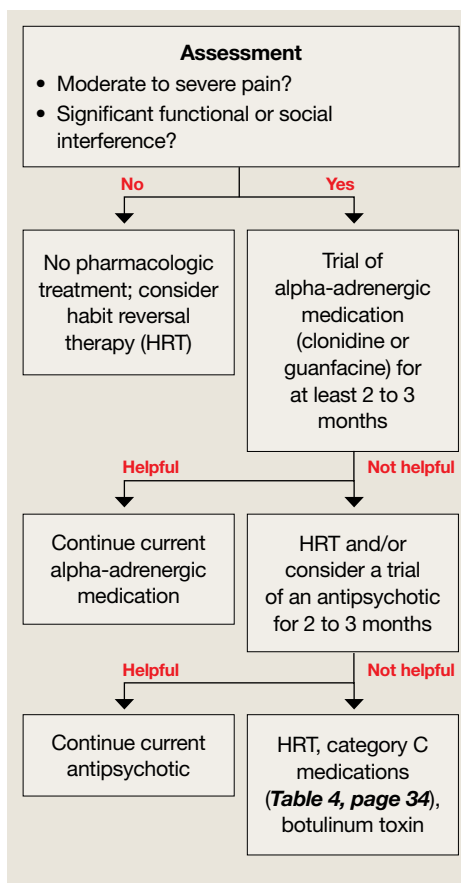 Assessment
• Moderate to severe pain?
• Significant functional or social
interference?
No
Yes
No pharmacologic
treatment; consider
habit reversal
therapy (HRT)
Trial of
alpha-adrenergic
medication
(clonidine or
guanfacine) for
at least 2 to 3
months
Helpful
Not helpful
Continue current
alpha-adrenergic
medication
HRT and/or
consider a trial
of an antipsychotic
for 2 to 3 months
Helpful
Not helpful
Continue current
antipsychotic
HRT, category C
medications
(Table 4, page 34),
botulinum toxin